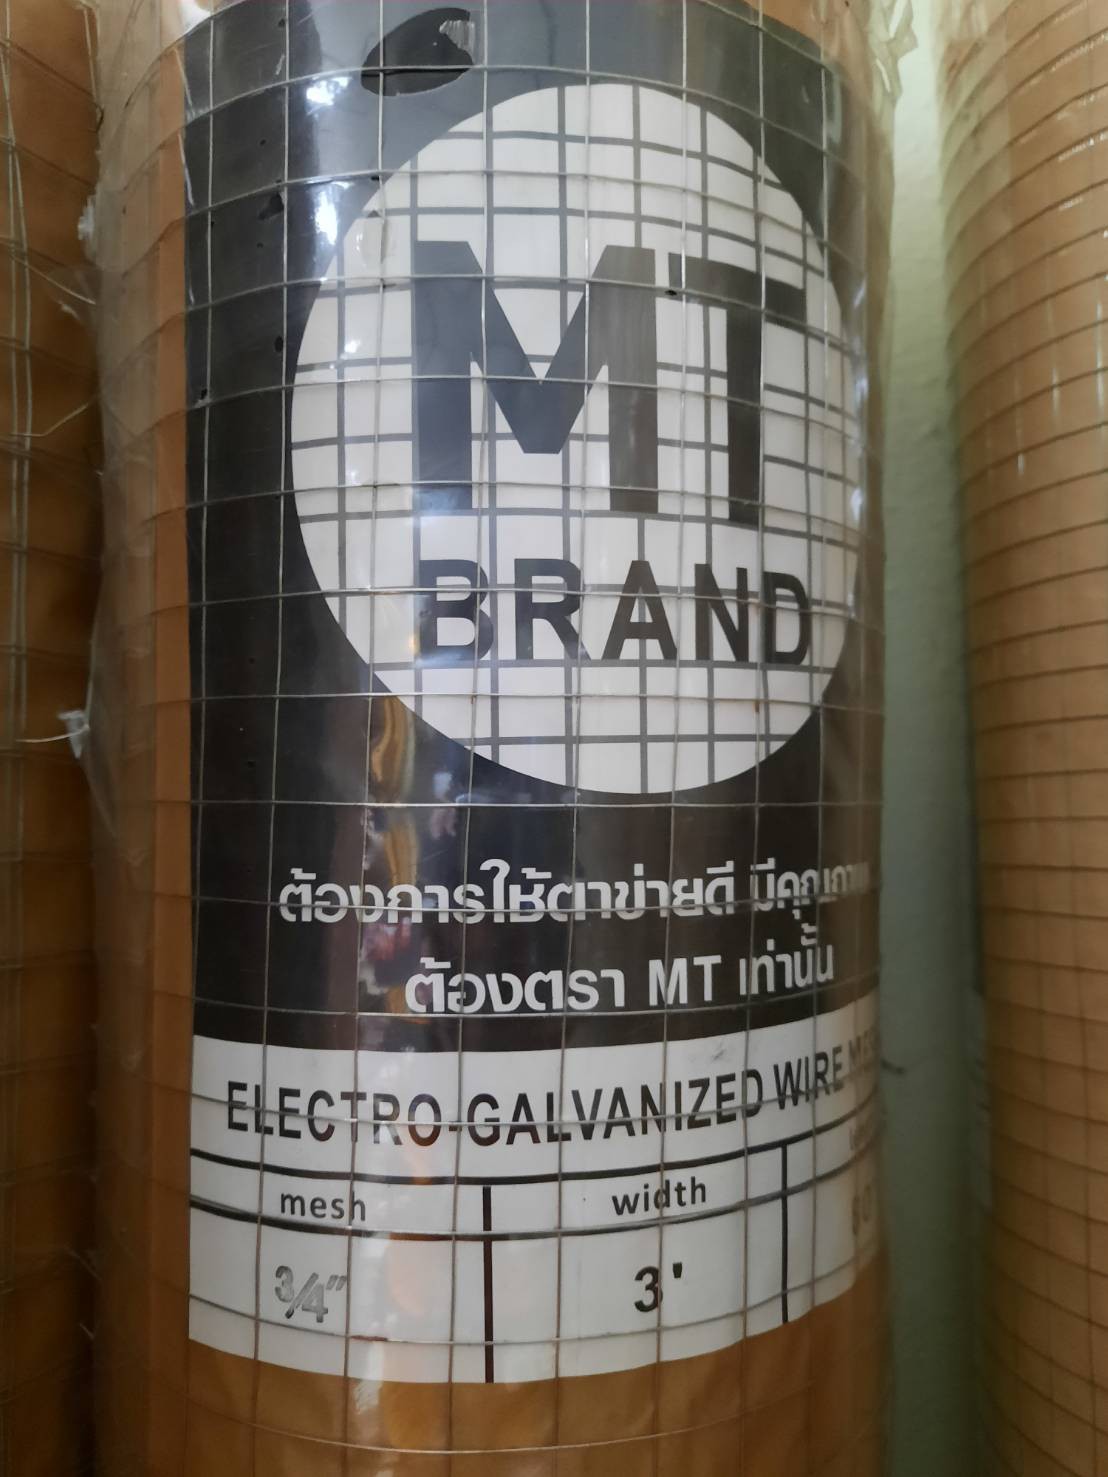 MT
BRAND
ต้องการใช้ตาข่ายดี มีคุณภาพ
ต้องตรา MT เท่านั้น
ELECTRO-GALVANIZED WIRE MESH
mesh width
3/4" 3'